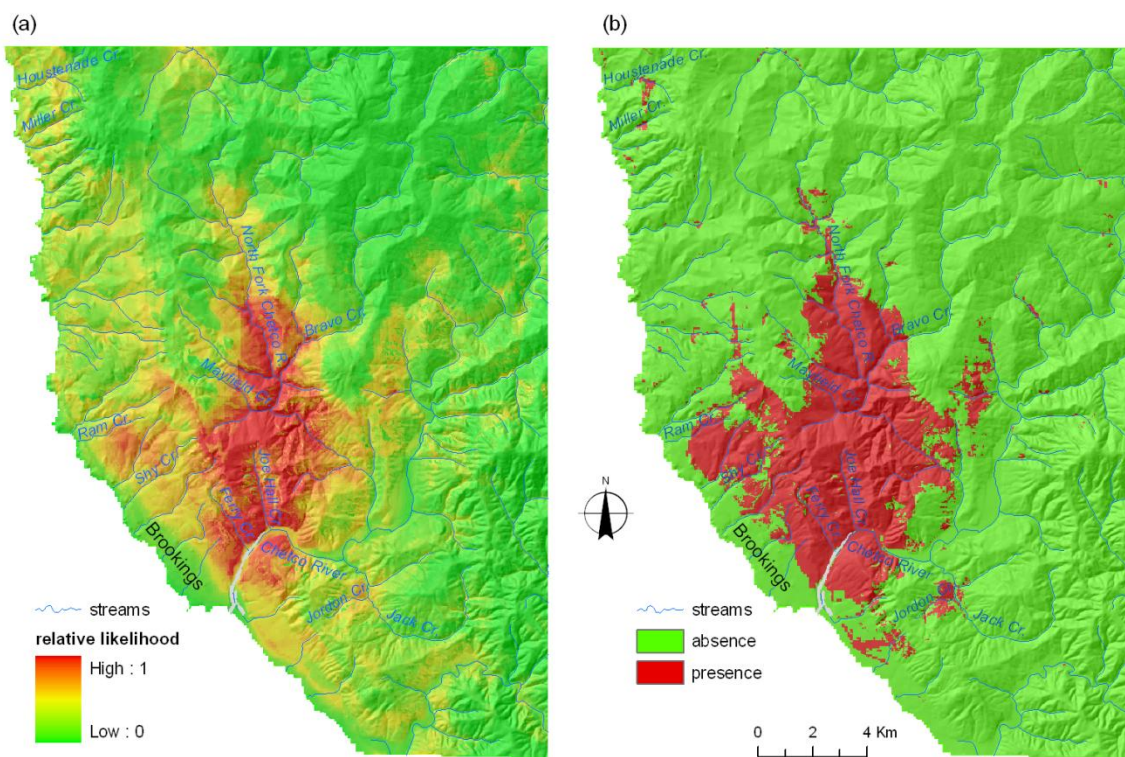 (a)
Houstenade Cr.
Miller Cr.
North Fork Chetco R.
Bravo Cr.
Mayfield Cr.
Ram Cr.
Shy Cr.
Joe Hall Cr.
Ferry Cr.
Brookings
Chetco River
Jordon Cr.
Jack Cr.
streams
relative likelihood
High : 1
Low : 0
(b)
Houstenade Cr.
Miller Cr.
North Fork Chetco R.
Bravo Cr.
Mayfield Cr.
Ram Cr.
Shy Cr.
Joe Hall Cr.
Ferry Cr.
N
Brookings
Chetco River
Jordon Cr.
Jack Cr.
streams
absence
presence
0 2 4 Km